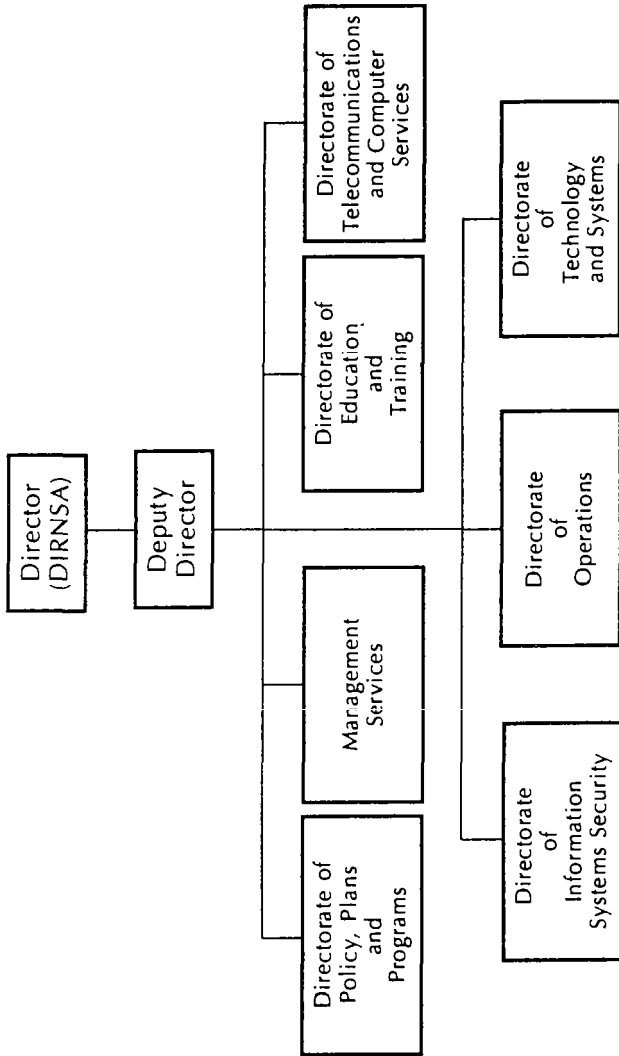 Director
(DIRNSA)
Deputy
Director
Directorate of
Policy, Plans
and
Programs
Management
Services
Directorate of
Education
and
Training
Directorate of
Telecommunications
and Computer
Services
Directorate
of
Information
Systems Security
Directorate
of
Operations
Directorate
of
Technology
and Systems